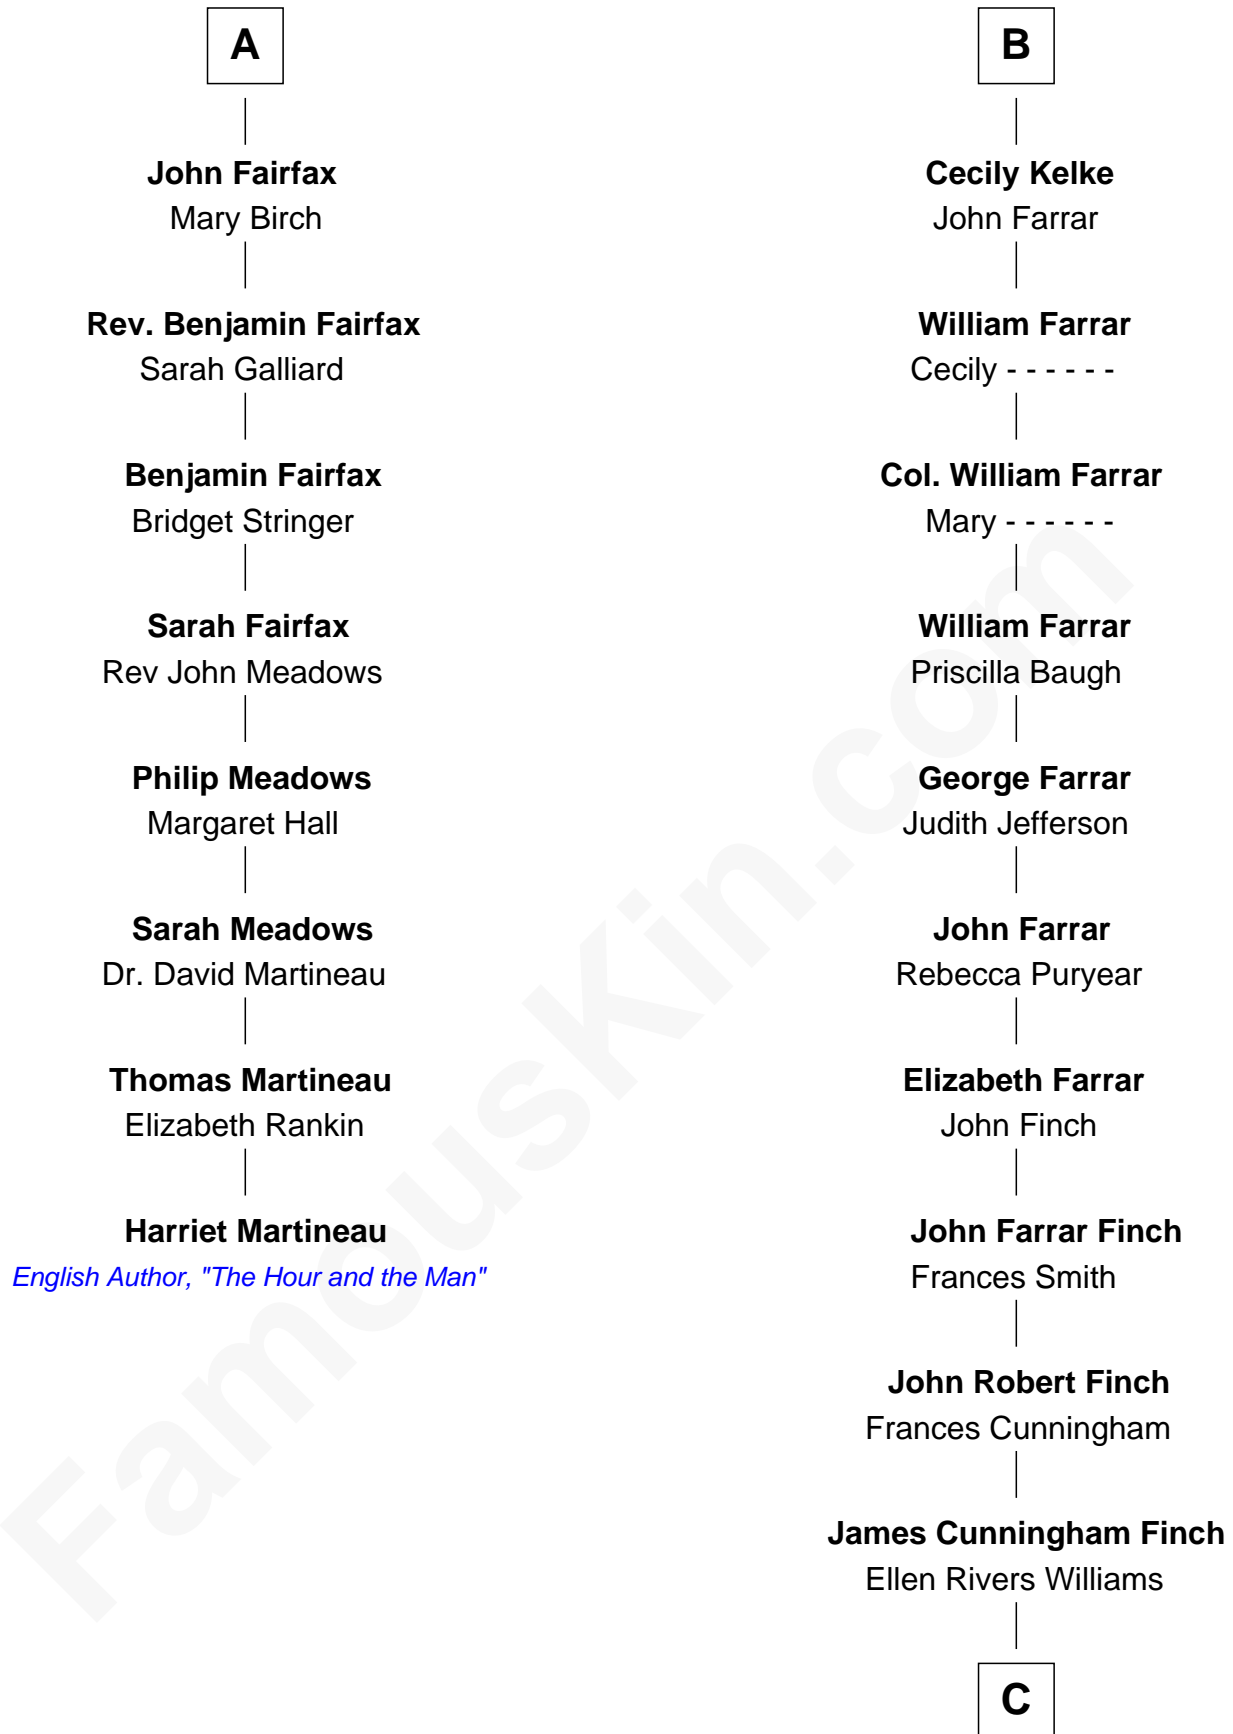 A
John Fairfax
Mary Birch
Rev. Benjamin Fairfax
Sarah Galliard
Benjamin Fairfax
Bridget Stringer
Sarah Fairfax
Rev John Meadows
Philip Meadows
Margaret Hall
Sarah Meadows
Dr. David Martineau
Thomas Martineau
Elizabeth Rankin
Harriet Martineau
English Author, "The Hour and the Man"
B
Cecily Kelke
John Farrar
William Farrar
Cecily - - - - - -
Col. William Farrar
Mary - - - - - -
William Farrar
Priscilla Baugh
George Farrar
Judith Jefferson
John Farrar
Rebecca Puryear
Elizabeth Farrar
John Finch
John Farrar Finch
Frances Smith
John Robert Finch
Frances Cunningham
James Cunningham Finch
Ellen Rivers Williams
C
FamousKin.com